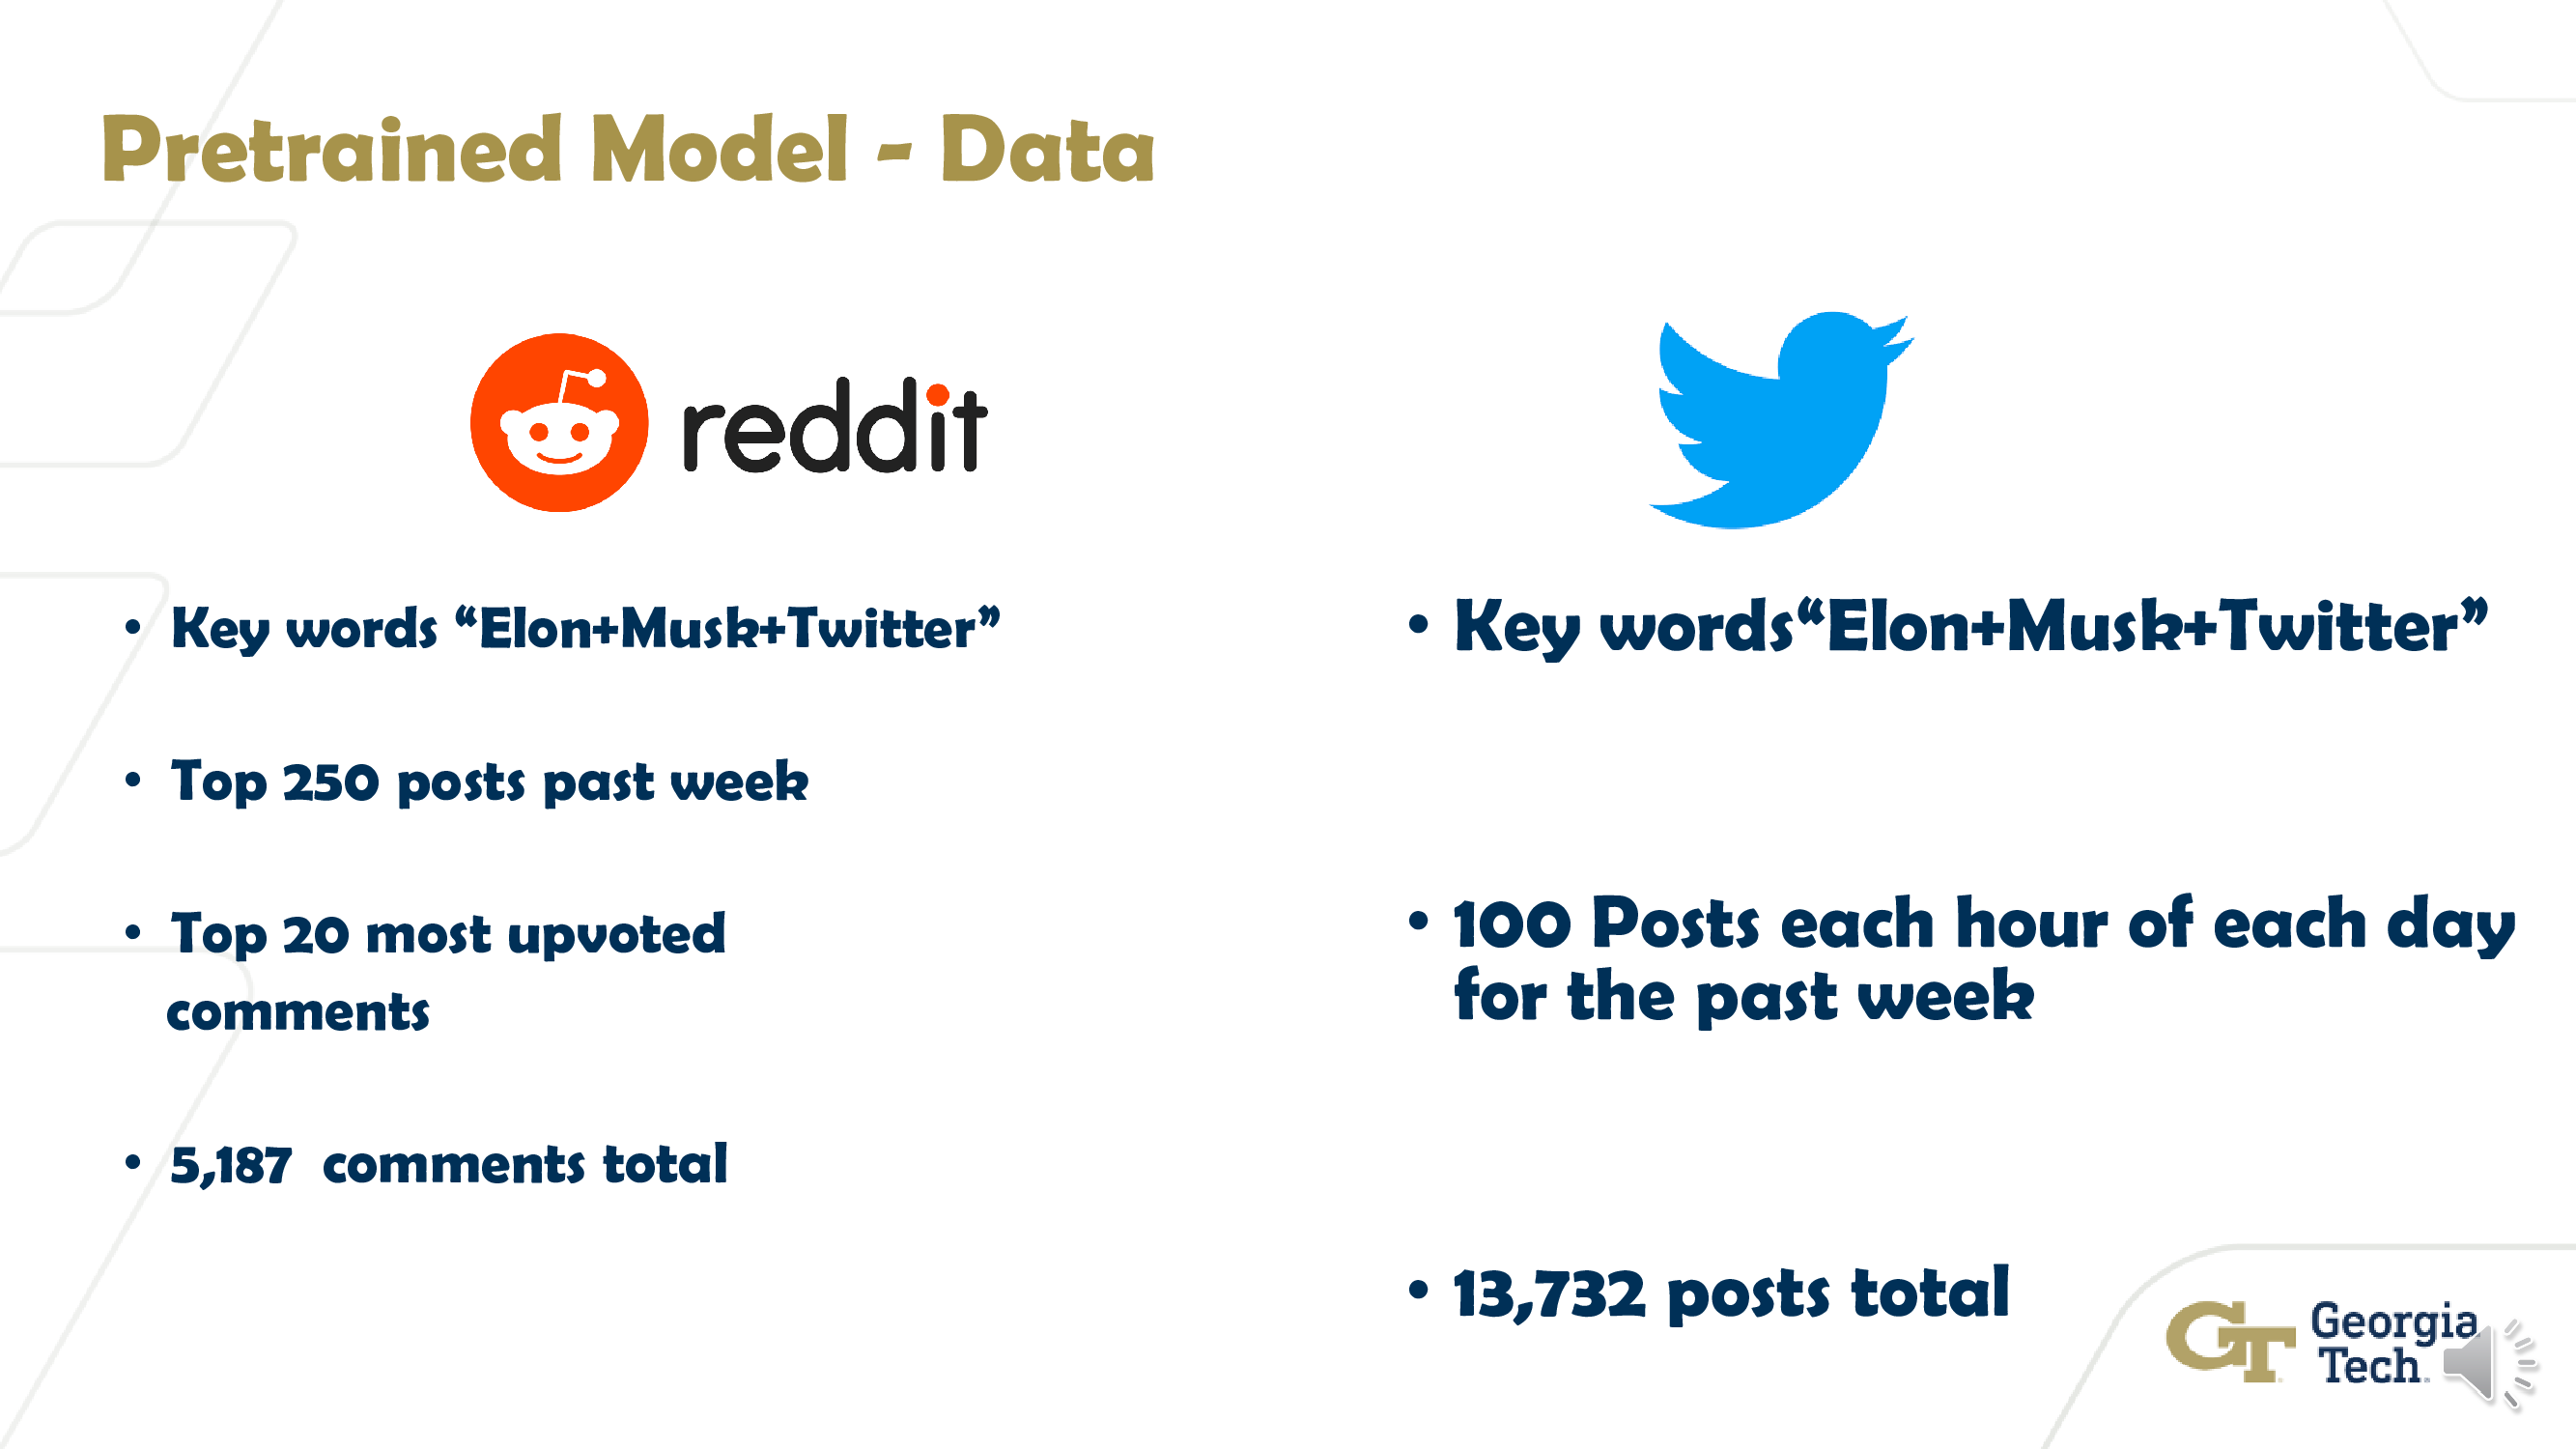 Pretrained Model - Data
reddit
• Key words “Elon+Musk+Twitter”
• Top 250 posts past week
• Top 20 most upvoted
comments
• 5,187 comments total
• Key words“Elon+Musk+Twitter”
• 100 Posts each hour of each day
for the past week
• 13,732 posts total
GT Georgia
Tech.